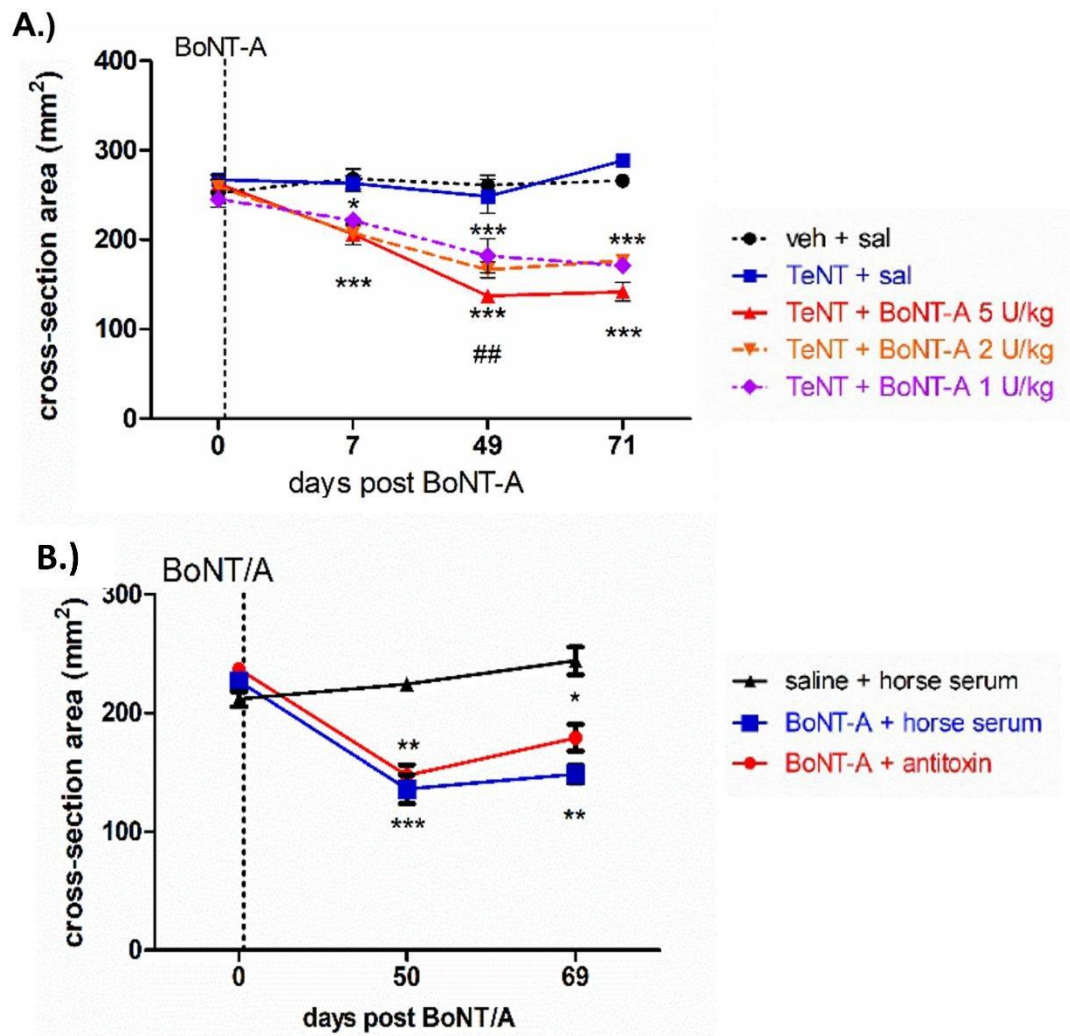 A.)
BoNT-A
cross-section area (mm²)
400
300
200
100
0
*
***
***
***
***
##
***
0 7 49 71
days post BoNT-A
veh + sal
TeNT + sal
TeNT + BoNT-A 5 U/kg
TeNT + BoNT-A 2 U/kg
TeNT + BoNT-A 1 U/kg
B.)
BoNT/A
cross-section area (mm²)
300
200
100
0
**
***
*
**
0 50 69
days post BoNT/A
saline + horse serum
BoNT-A + horse serum
BoNT-A + antitoxin